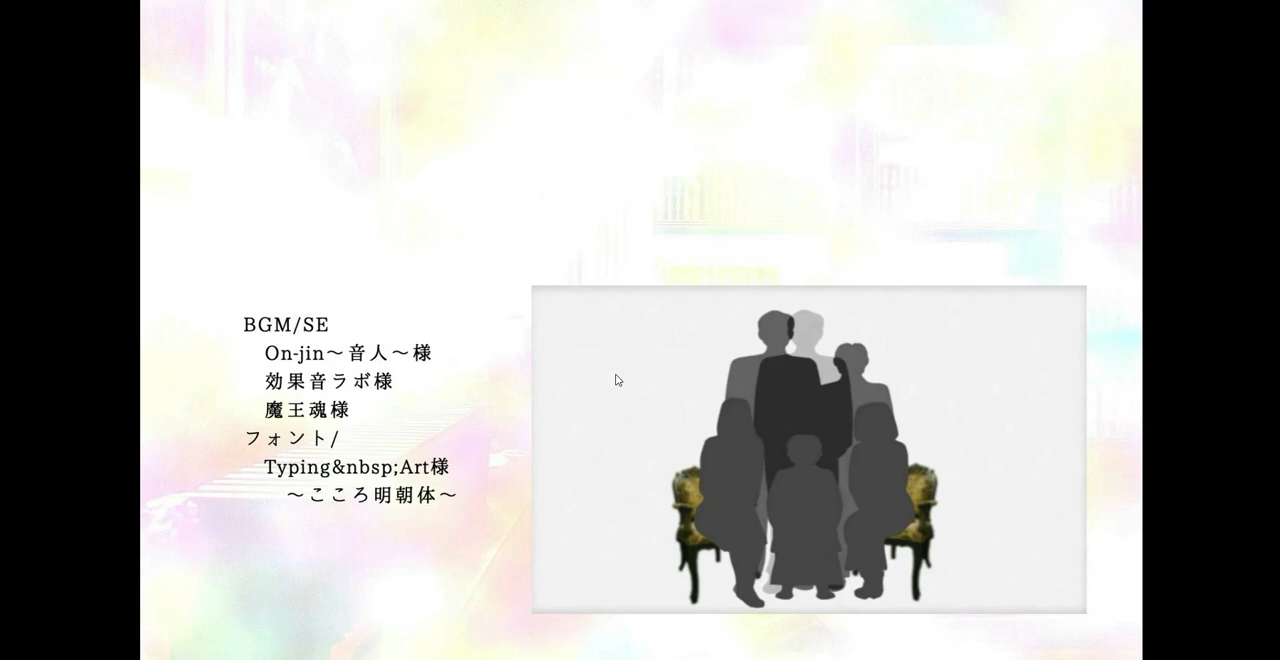 BGM/SE
On-jin～音人～様
効果音ラボ様
魔王魂様
フォント/
Typing&nbsp;Art様
～こころ明朝体～